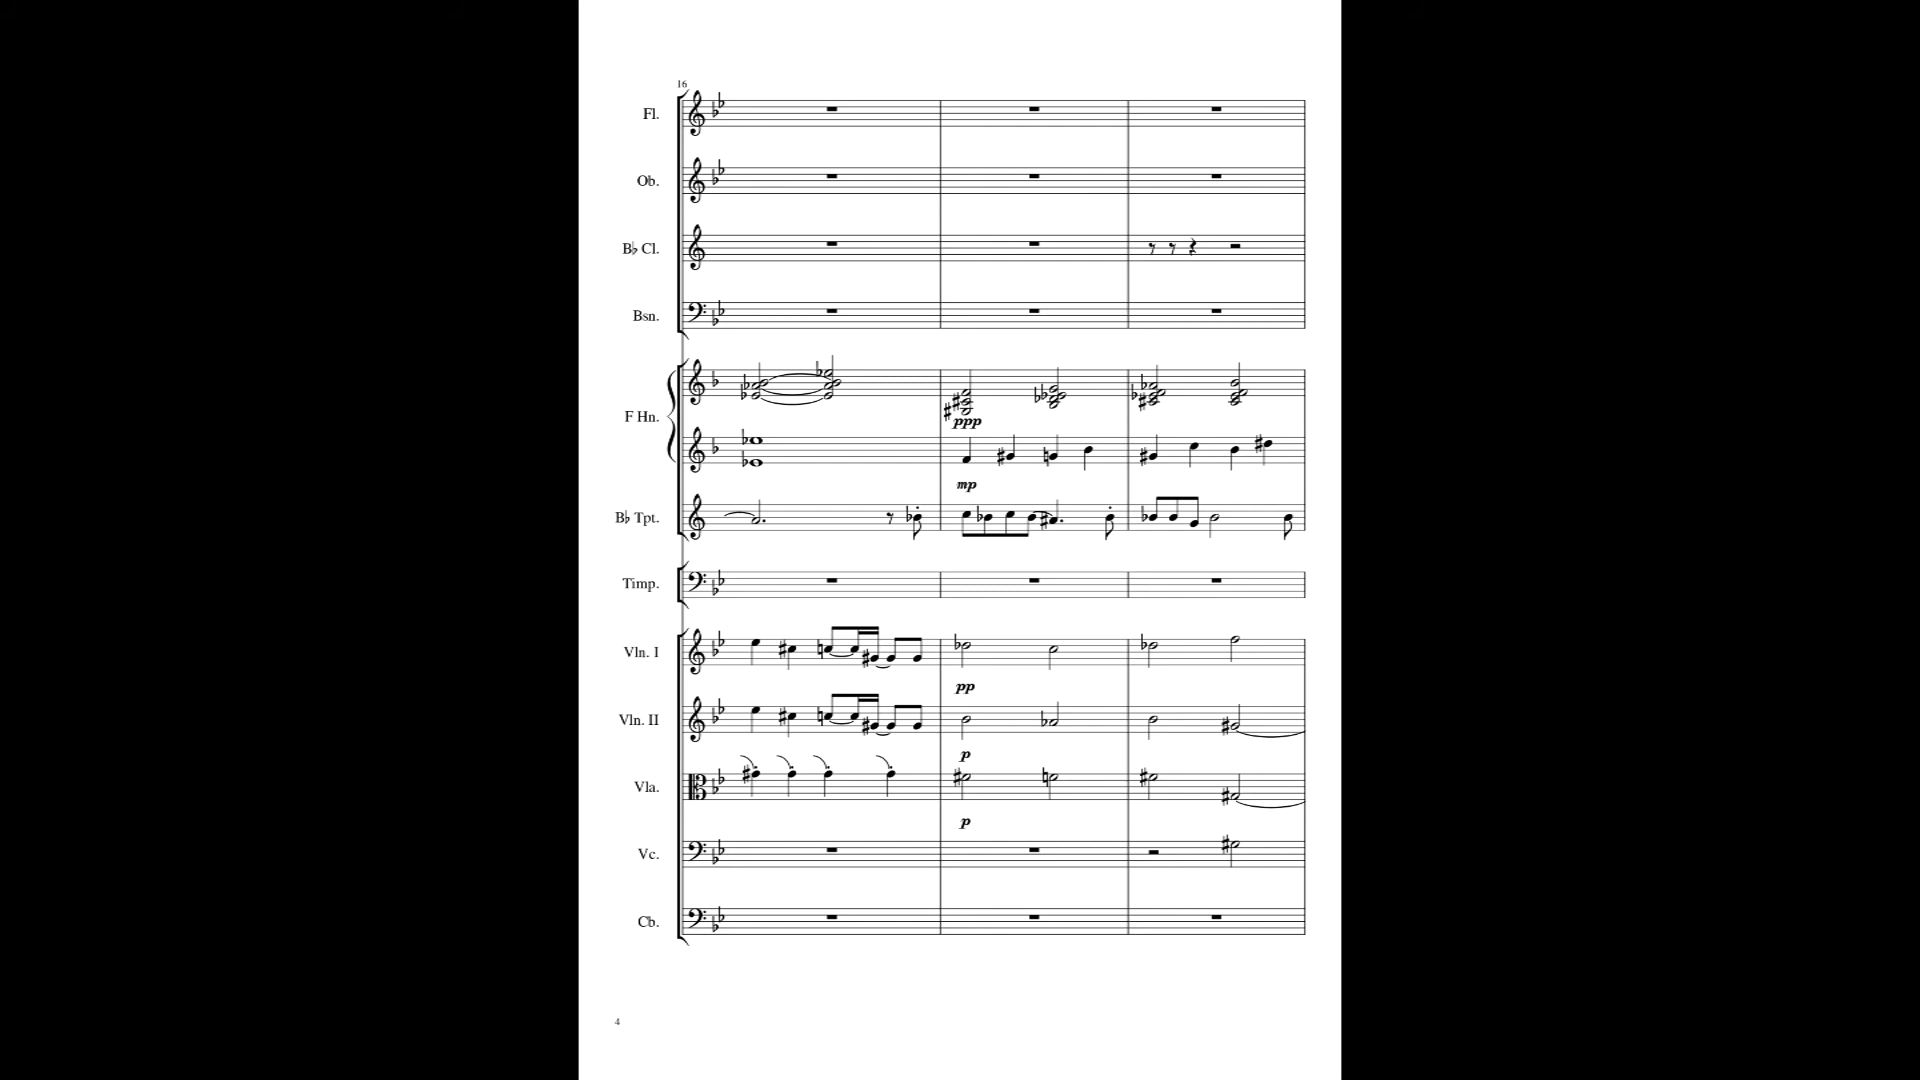 16
Fl.
Ob.
B♭ Cl.
Bsn.
F Hn.
ppp
mp
B♭ Tpt.
Timp.
Vln. I
pp
Vln. II
p
Vla.
p
Vc.
Cb.
4